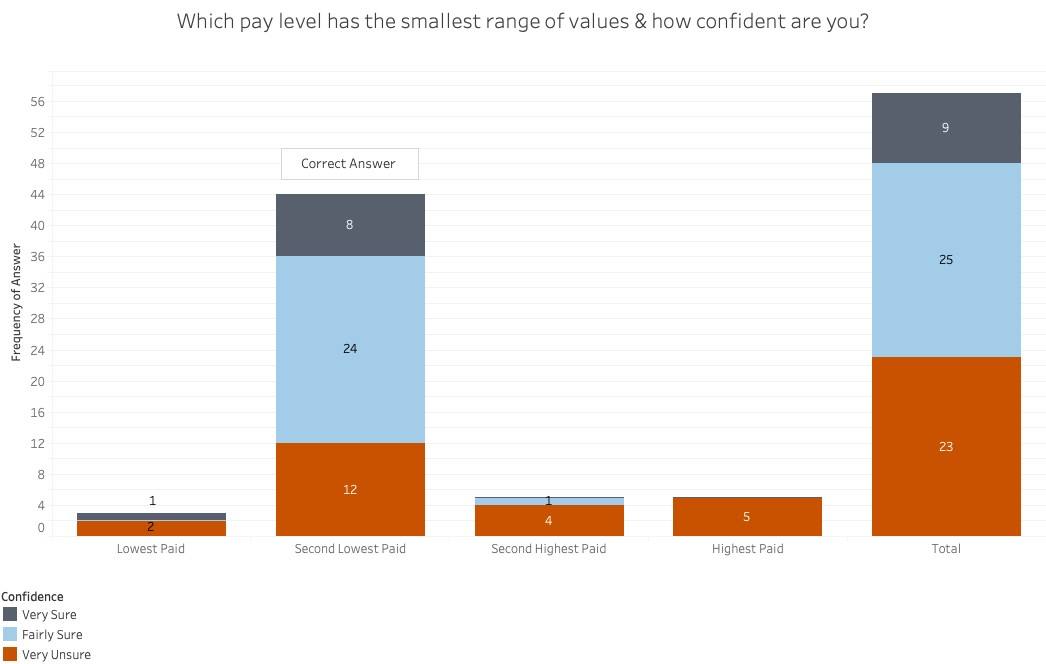 Which pay level has the smallest range of values & how confident are you?
56
52
48
44
40
36
32
28
24
20
16
12
8
4
0
Frequency of Answer
Correct Answer
1
2
8
24
12
1
4
5
9
25
23
Lowest Paid
Second Lowest Paid
Second Highest Paid
Highest Paid
Total
Confidence
Very Sure
Fairly Sure
Very Unsure